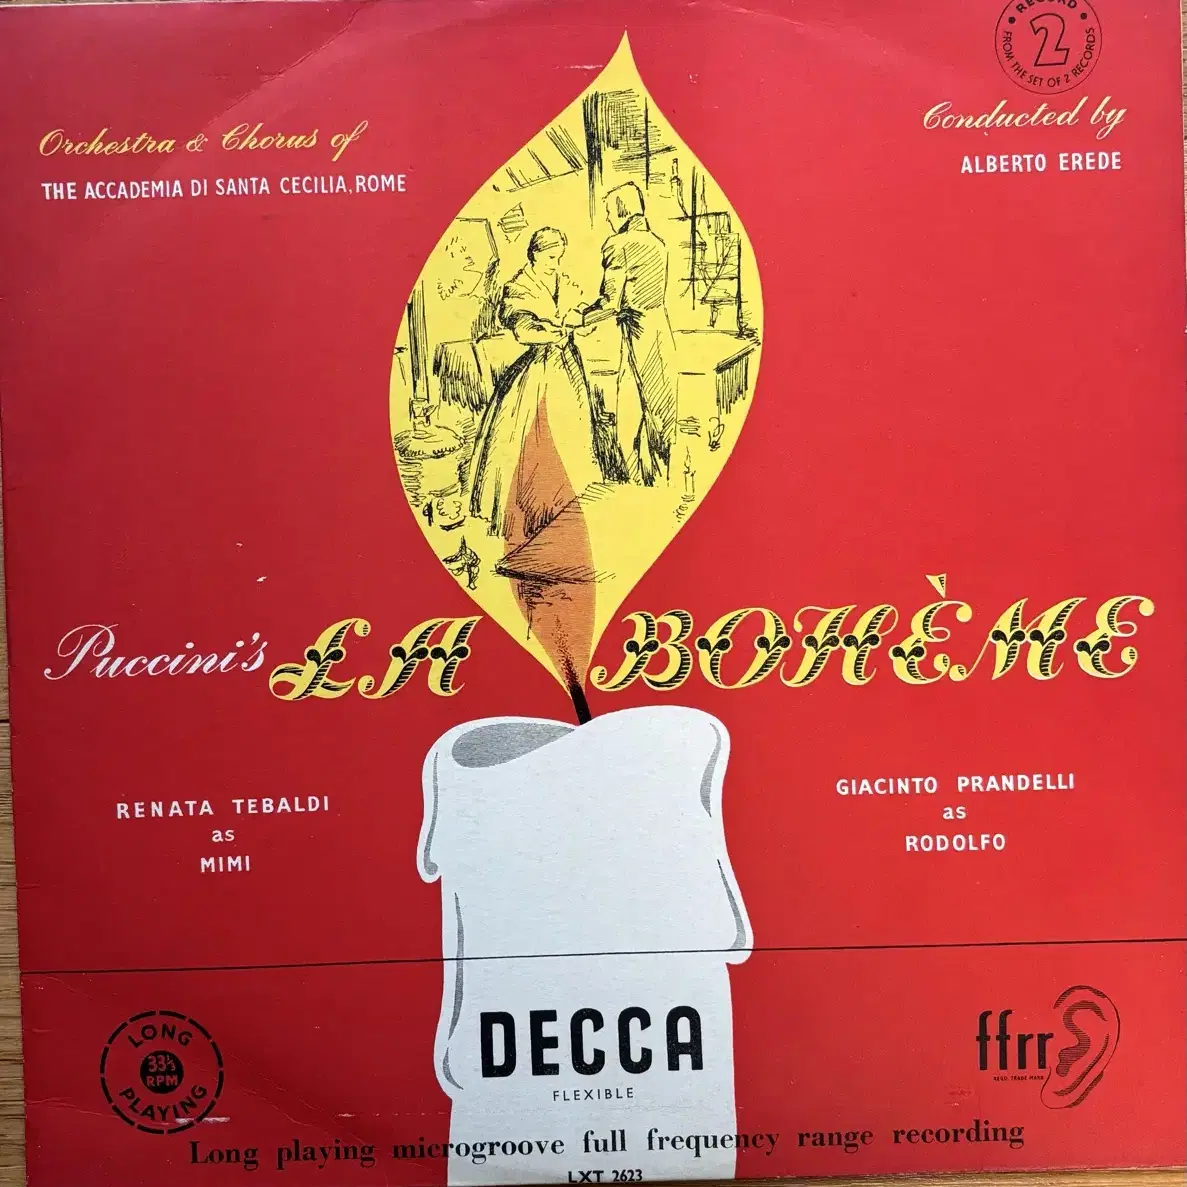 Orchestra & Chorus of
THE ACCADEMIA DI SANTA CECILIA, ROME
RECORD
2
FROM THE SET OF 2 RECORDS
Conducted by
ALBERTO EREDE
Puccini's LA BOHÈME
RENATA TEBALDI
as
MIMI
GIACINTO PRANDELLI
as
RODOLFO
LONG
33⅓
RPM
PLAYING
DECCA
FLEXIBLE
ffrr
REGD. TRADE MARK
Long playing microgroove full frequency range recording
LXT 2623